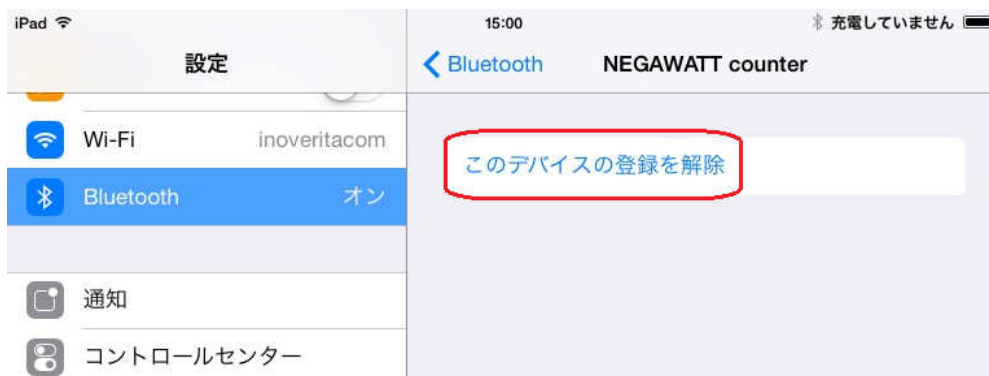 iPad
15:00
充電していません
設定
Bluetooth
NEGAWATT counter
Wi-Fi
inoveritacom
このデバイスの登録を解除
Bluetooth
オン
通知
コントロールセンター